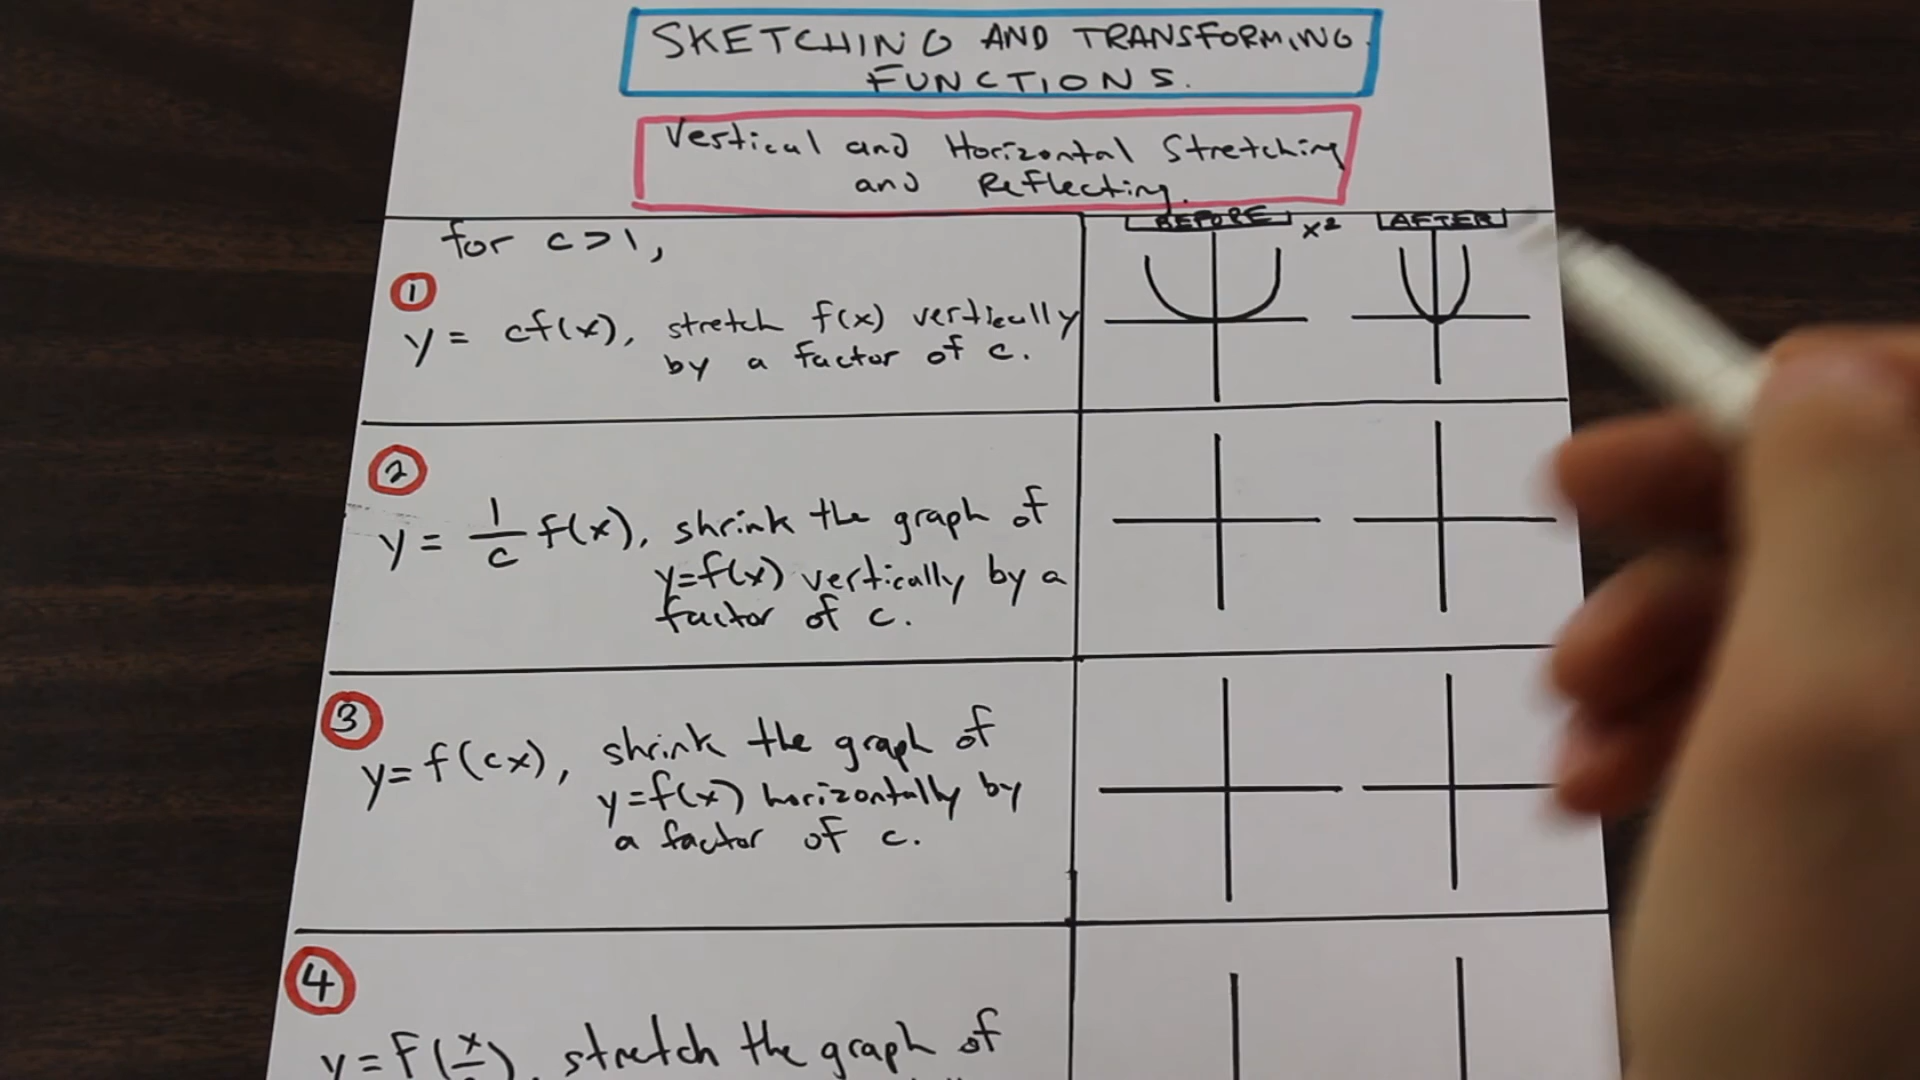 SKETCHING AND TRANSFORMING
FUNCTIONS.
Vertical and Horizontal Stretching
and Reflecting.
for c>1,
BEFORE x² AFTER
1
y = cf(x), stretch f(x) vertically
by a factor of c.
2
y = 1/c f(x), shrink the graph of
y=f(x) vertically by a
factor of c.
3
y=f(cx), shrink the graph of
y=f(x) horizontally by
a factor of c.
4
stretch the graph of